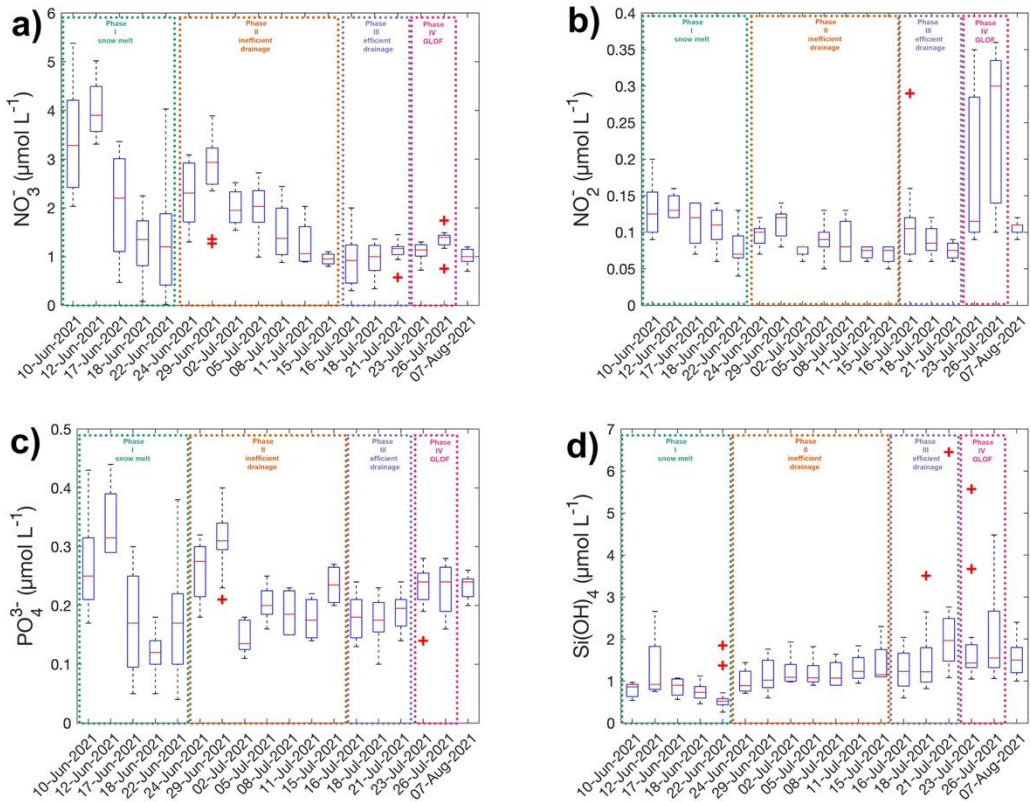 a)
Phase
I
snow melt
Phase
II
inefficient
drainage
Phase
III
efficient
drainage
Phase
IV
GLOF
NO₃⁻ (µmol L⁻¹)
6
5
4
3
2
1
0
10-Jun-2021
12-Jun-2021
17-Jun-2021
18-Jun-2021
22-Jun-2021
24-Jun-2021
29-Jun-2021
02-Jul-2021
05-Jul-2021
08-Jul-2021
11-Jul-2021
15-Jul-2021
16-Jul-2021
18-Jul-2021
21-Jul-2021
23-Jul-2021
26-Jul-2021
07-Aug-2021
b)
Phase
I
snow melt
Phase
II
inefficient
drainage
Phase
III
efficient
drainage
Phase
IV
GLOF
NO₂⁻ (µmol L⁻¹)
0.4
0.35
0.3
0.25
0.2
0.15
0.1
0.05
0
10-Jun-2021
12-Jun-2021
17-Jun-2021
18-Jun-2021
22-Jun-2021
24-Jun-2021
29-Jun-2021
02-Jul-2021
05-Jul-2021
08-Jul-2021
11-Jul-2021
15-Jul-2021
16-Jul-2021
18-Jul-2021
21-Jul-2021
23-Jul-2021
26-Jul-2021
07-Aug-2021
c)
Phase
I
snow melt
Phase
II
inefficient
drainage
Phase
III
efficient
drainage
Phase
IV
GLOF
PO₄³⁻ (µmol L⁻¹)
0.5
0.4
0.3
0.2
0.1
0
10-Jun-2021
12-Jun-2021
17-Jun-2021
18-Jun-2021
22-Jun-2021
24-Jun-2021
29-Jun-2021
02-Jul-2021
05-Jul-2021
08-Jul-2021
11-Jul-2021
15-Jul-2021
16-Jul-2021
18-Jul-2021
21-Jul-2021
23-Jul-2021
26-Jul-2021
07-Aug-2021
d)
Phase
I
snow melt
Phase
II
inefficient
drainage
Phase
III
efficient
drainage
Phase
IV
GLOF
Si(OH)₄ (µmol L⁻¹)
7
6
5
4
3
2
1
0
10-Jun-2021
12-Jun-2021
17-Jun-2021
18-Jun-2021
22-Jun-2021
24-Jun-2021
29-Jun-2021
02-Jul-2021
05-Jul-2021
08-Jul-2021
11-Jul-2021
15-Jul-2021
16-Jul-2021
18-Jul-2021
21-Jul-2021
23-Jul-2021
26-Jul-2021
07-Aug-2021